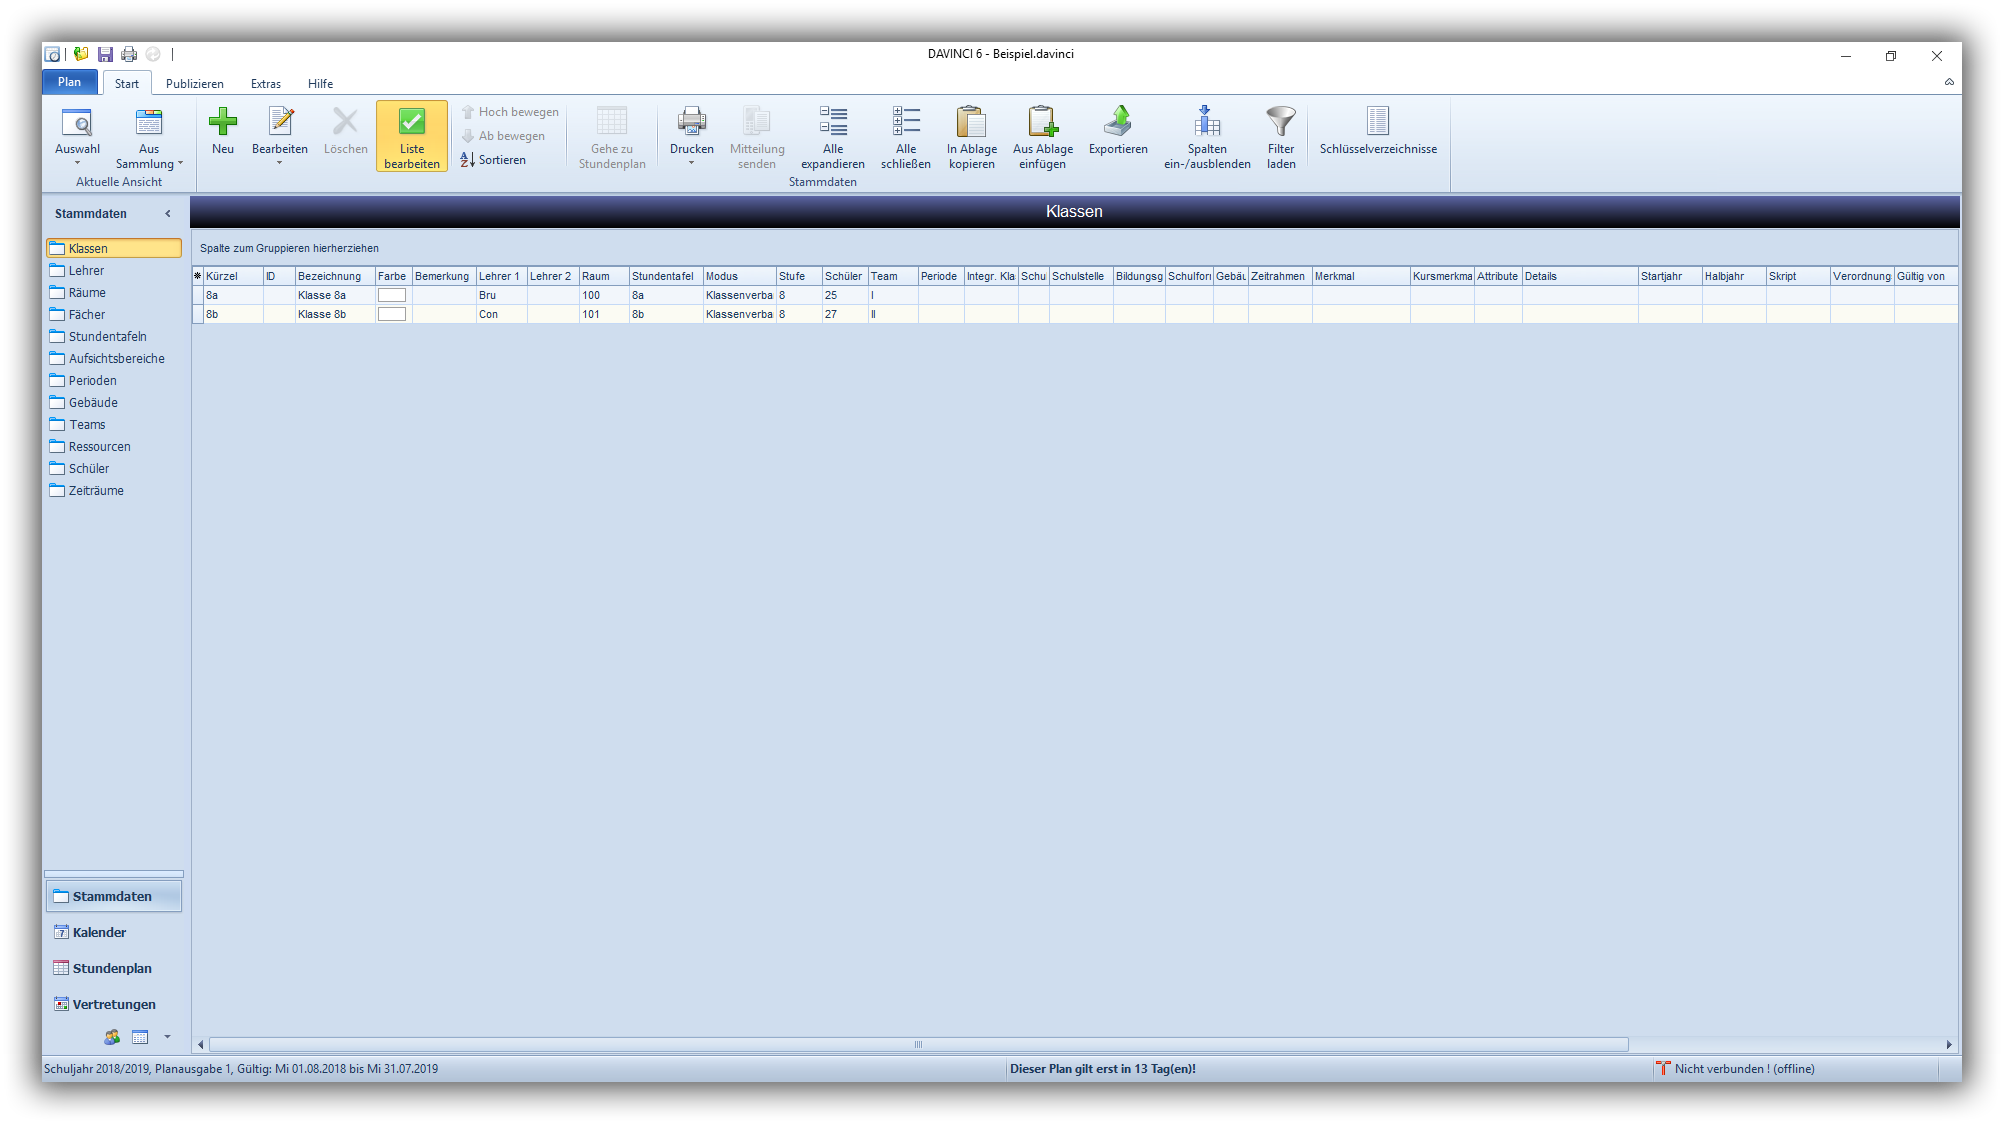 DAVINCI 6 - Beispiel.davinci
Plan Start Publizieren Extras Hilfe
Auswahl
Aus Sammlung
Aktuelle Ansicht
Neu
Bearbeiten
Löschen
Liste bearbeiten
Hoch bewegen
Ab bewegen
Sortieren
Gehe zu Stundenplan
Drucken
Mitteilung senden
Alle expandieren
Alle schließen
In Ablage kopieren
Aus Ablage einfügen
Exportieren
Spalten ein-/ausblenden
Filter laden
Schlüsselverzeichnisse
Stammdaten
Stammdaten
Klassen
Lehrer
Räume
Fächer
Stundentafeln
Aufsichtsbereiche
Perioden
Gebäude
Teams
Ressourcen
Schüler
Zeiträume
Klassen
Spalte zum Gruppieren hierherziehen
Kürzel ID Bezeichnung Farbe Bemerkung Lehrer 1 Lehrer 2 Raum Stundentafel Modus Stufe Schüler Team Periode Integr. Kla Schu Schulstelle Bildungsg Schulfor Gebäu Zeitrahmen Merkmal Kursmerkma Attribute Details Startjahr Halbjahr Skript Verordnung Gültig von
8a Klasse 8a Bru 100 8a Klassenverba 8 25 I
8b Klasse 8b Con 101 8b Klassenverba 8 27 II
Stammdaten
7 Kalender
Stundenplan
Vertretungen
Schuljahr 2018/2019, Planausgabe 1, Gültig: Mi 01.08.2018 bis Mi 31.07.2019
Dieser Plan gilt erst in 13 Tag(en)!
Nicht verbunden ! (offline)